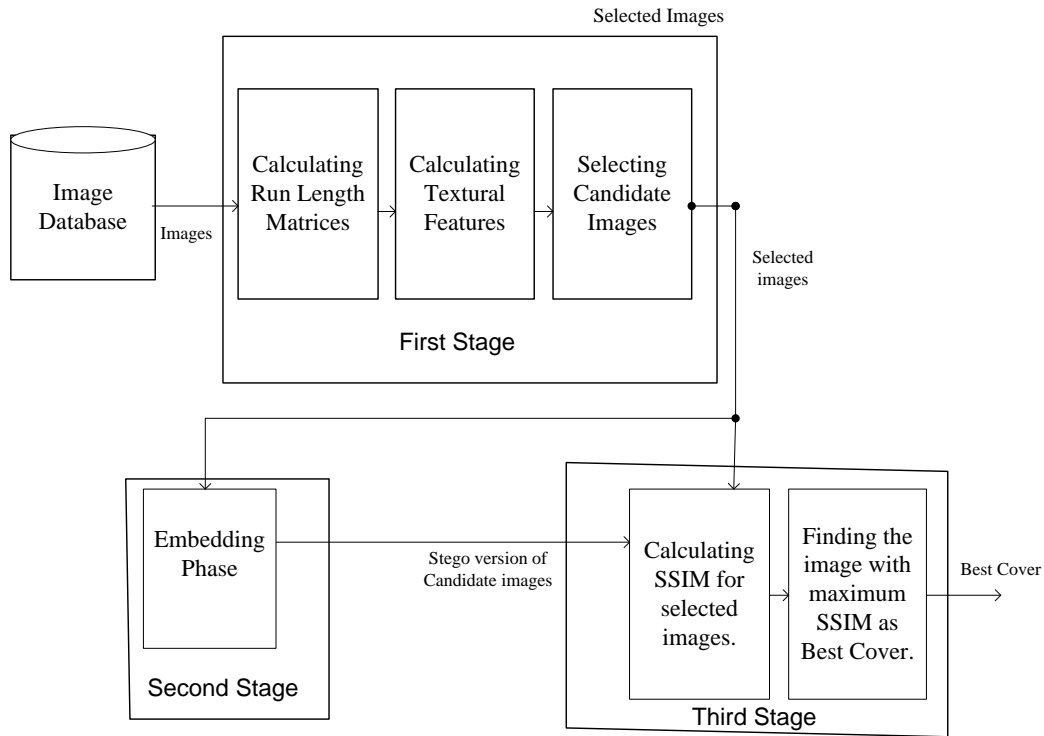 Selected Images
Image
Database
Images
Calculating
Run Length
Matrices
Calculating
Textural
Features
Selecting
Candidate
Images
Selected
images
First Stage
Embedding
Phase
Second Stage
Stego version of
Candidate images
Calculating
SSIM for
selected
images.
Finding the
image with
maximum
SSIM as
Best Cover.
Best Cover
Third Stage